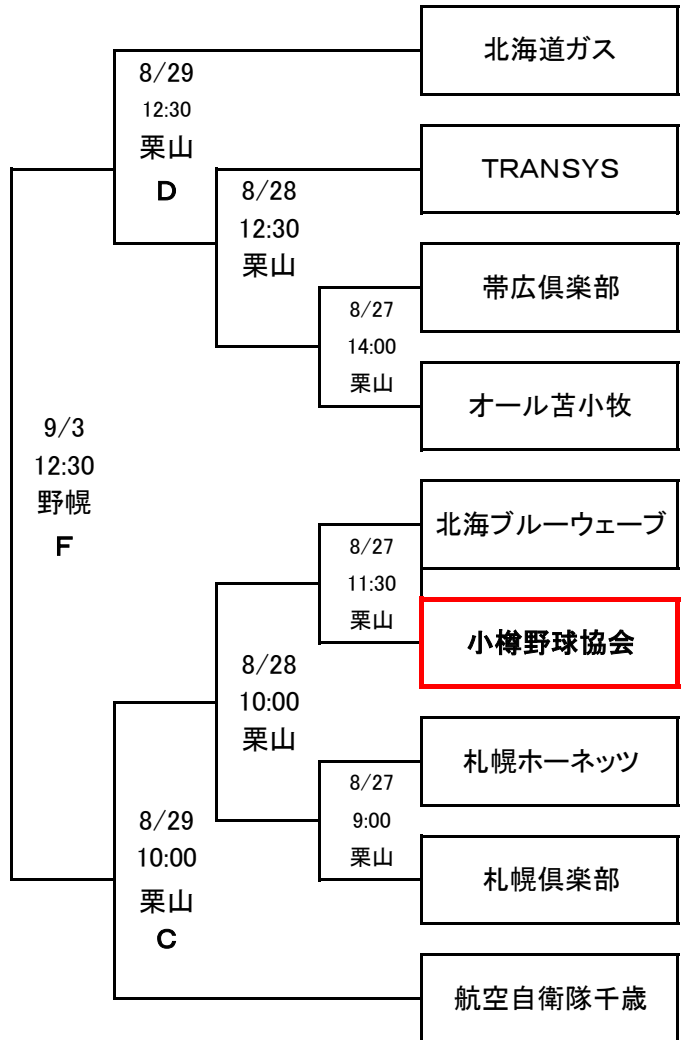 北海道ガス
8/29
12:30
栗山
D
TRANSYS
8/28
12:30
栗山
帯広倶楽部
8/27
14:00
栗山
オール苫小牧
9/3
12:30
野幌
F
北海ブルーウェーブ
8/27
11:30
栗山
小樽野球協会
8/28
10:00
栗山
札幌ホーネッツ
8/27
9:00
栗山
札幌倶楽部
8/29
10:00
栗山
C
航空自衛隊千歳